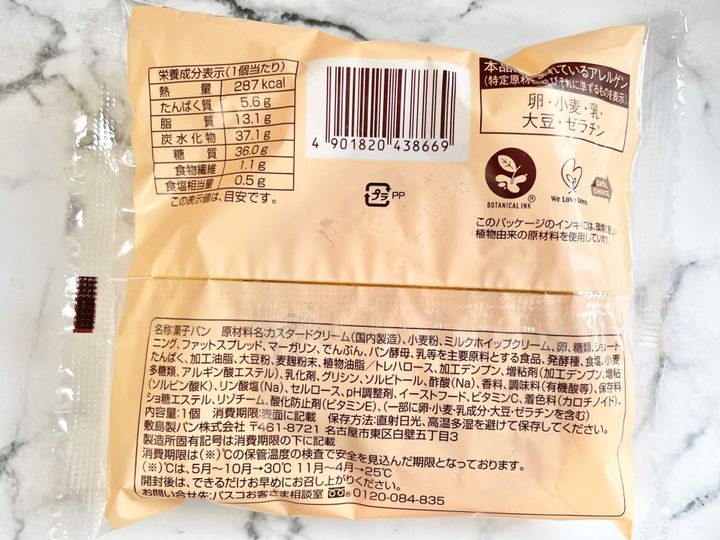 栄養成分表示(1個当たり)
熱量 287kcal
たんぱく質 5.6g
脂質 13.1g
炭水化物 37.1g
糖質 36.0g
食物繊維 1.1g
食塩相当量 0.5g
この表示値は、目安です。
4 901820 438669
プラ PP
本品に れているアレルゲン
(特定原材 びそれに準ずるものを表示)
卵・小麦・乳・
大豆・ゼラチン
BOTANICAL INK®
We Love Green
COOL CHOICE
このパッケージのインキには、環境に 
植物由来の原材料を使用しています。
名称:菓子パン 原材料名:カスタードクリーム(国内製造)、小麦粉、ミルクホイップクリーム、卵、糖類、ショート
ニング、ファットスプレッド、マーガリン、でんぷん、パン酵母、乳等を主要原料とする食品、発酵種、食塩、小麦
たんぱく、加工油脂、大豆粉、麦麹粉末、植物油脂/トレハロース、加工デンプン、増粘剤(加工デンプン、増粘
多糖類、アルギン酸エステル)、乳化剤、グリシン、ソルビトール、酢酸(Na)、香料、調味料(有機酸等)、保存料
(ソルビン酸K)、リン酸塩(Na)、セルロース、pH調整剤、イーストフード、ビタミンC、着色料(カロチノイド)、
ショ糖エステル、リゾチーム、酸化防止剤(ビタミンE)、(一部に卵・小麦・乳成分・大豆・ゼラチンを含む)
内容量:1個 消費期限:表面に記載 保存方法:直射日光、高温多湿を避けて保存してください。
敷島製パン株式会社 〒461-8721 名古屋市東区白壁五丁目3
製造所固有記号は消費期限の下に記載
消費期限は(※)℃の保管温度の検査で安全を見込んだ期限となっております。
(※)℃は、5月~10月→30℃ 11月~4月→25℃
開封後は、できるだけお早めにお召し上がりください。
お問い合せ先:パスコお客さま相談室 0120-084-835